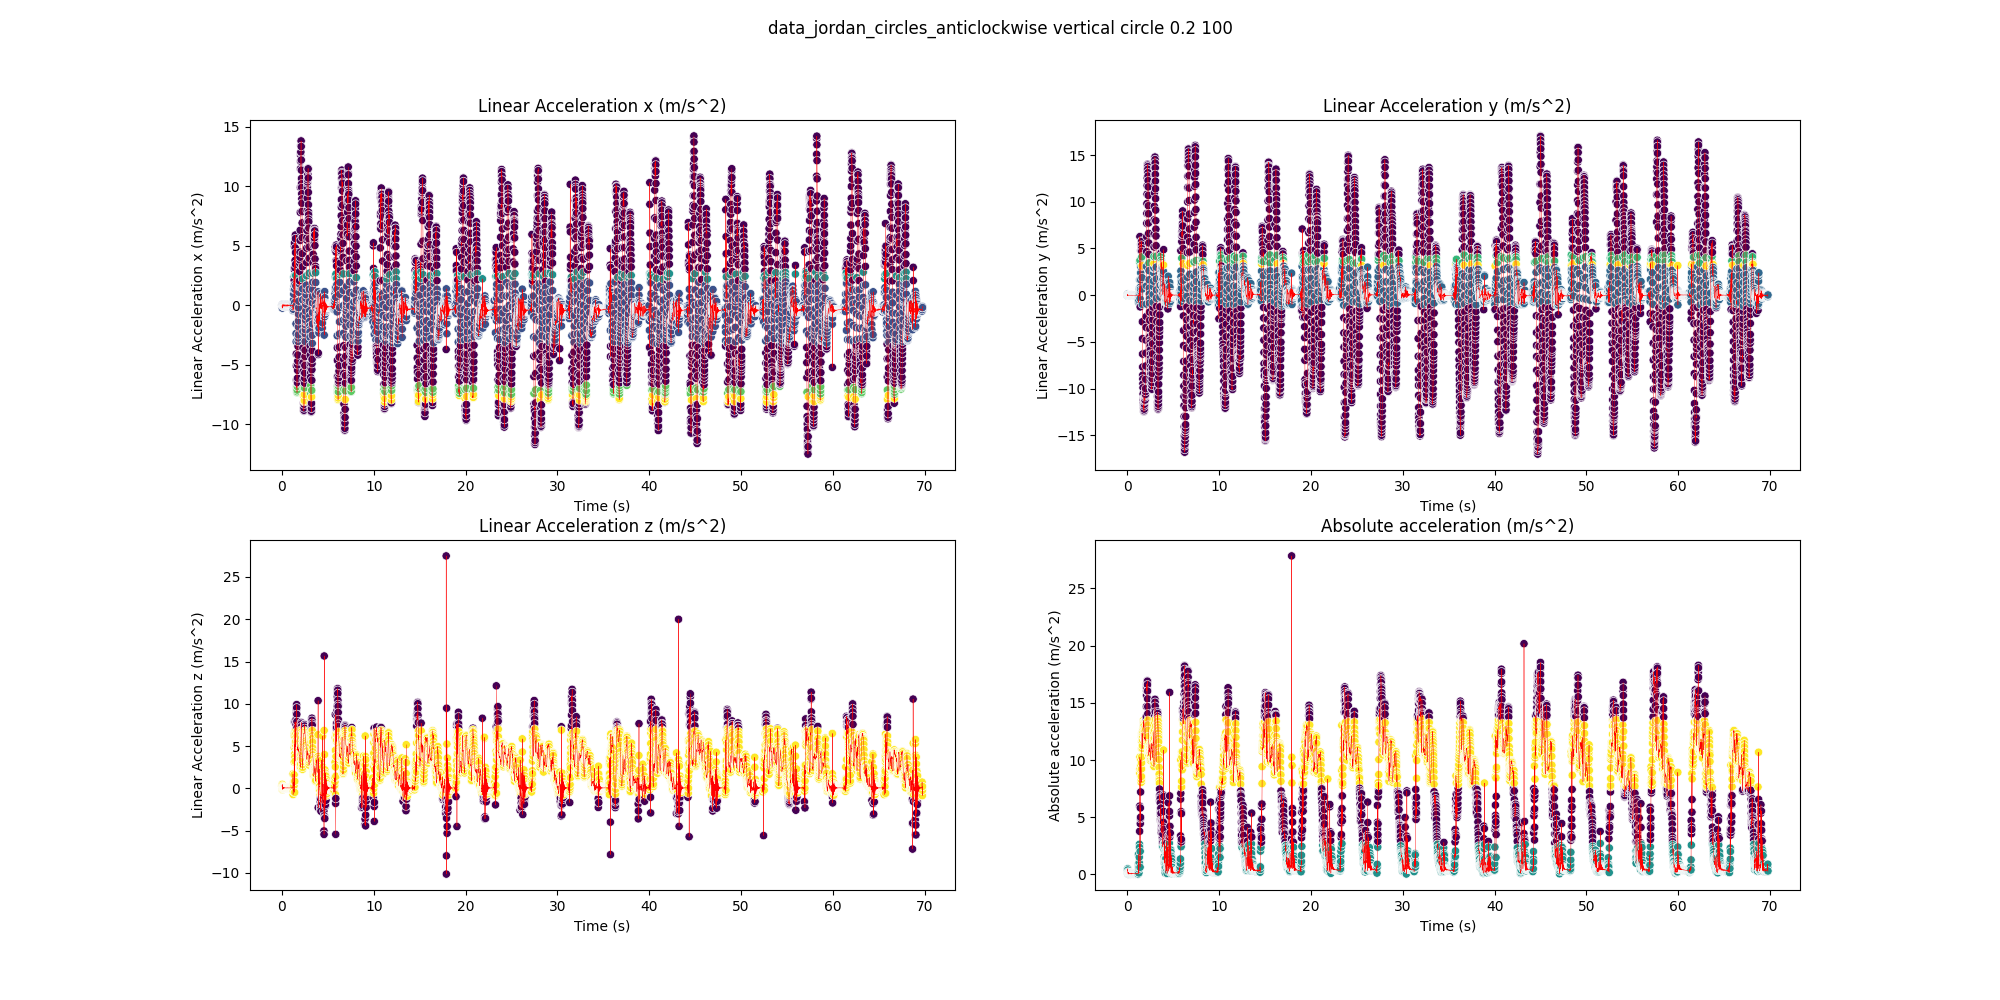 data_jordan_circles_anticlockwise vertical circle 0.2 100
Linear Acceleration x (m/s^2)
Linear Acceleration x (m/s^2)
15
10
5
0
−5
−10
0 10 20 30 40 50 60 70
Time (s)
Linear Acceleration y (m/s^2)
Linear Acceleration y (m/s^2)
15
10
5
0
−5
−10
−15
0 10 20 30 40 50 60 70
Time (s)
Linear Acceleration z (m/s^2)
Linear Acceleration z (m/s^2)
25
20
15
10
5
0
−5
−10
0 10 20 30 40 50 60 70
Time (s)
Absolute acceleration (m/s^2)
Absolute acceleration (m/s^2)
25
20
15
10
5
0
0 10 20 30 40 50 60 70
Time (s)